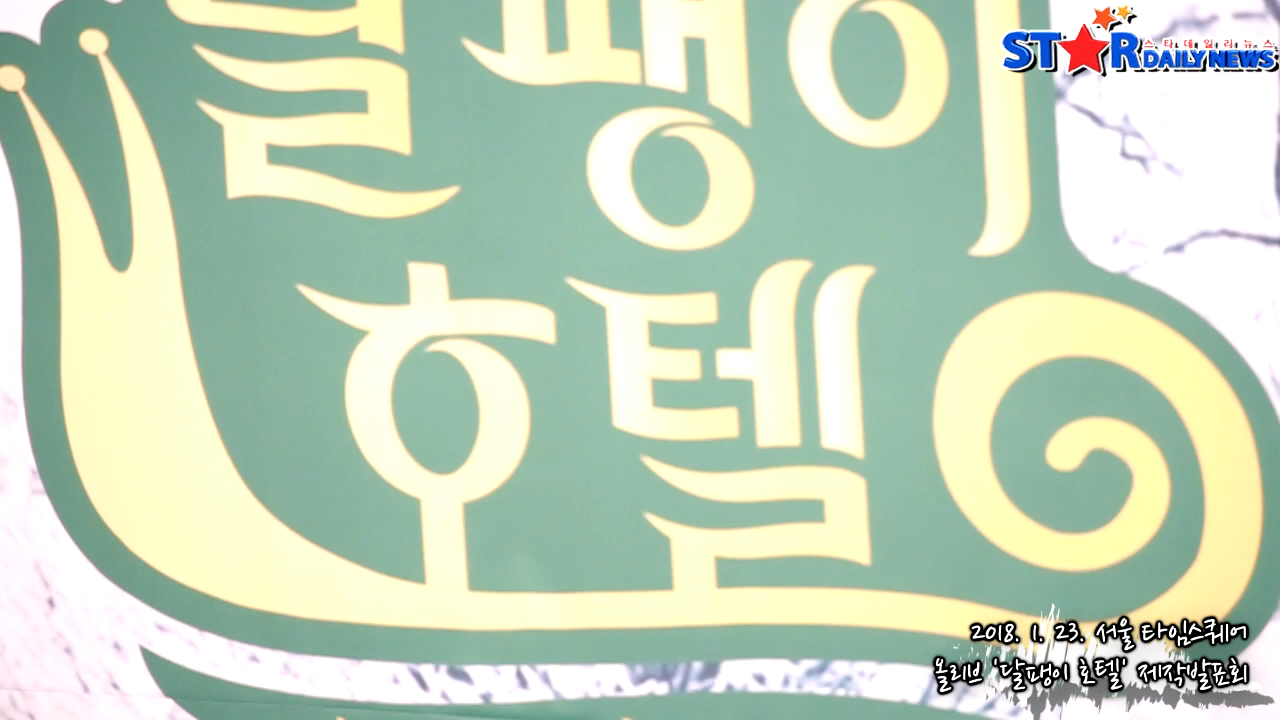 달팽이
호텔
STAR DAILY NEWS
스타데일리뉴스
2018. 1. 23. 서울 타임스퀘어
올리브 '달팽이 호텔' 제작발표회